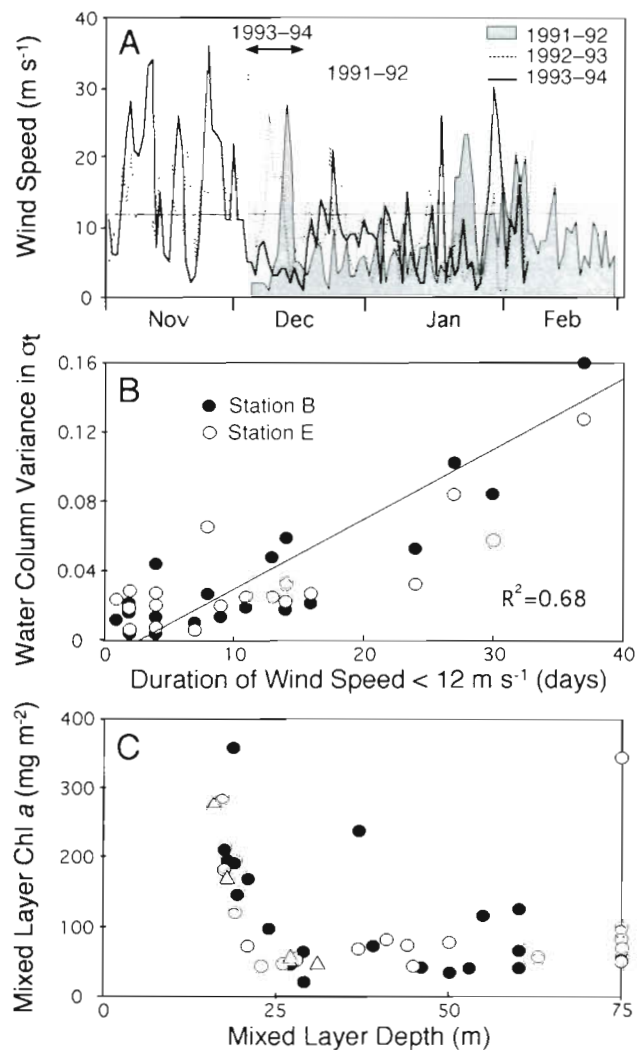 A
1993–94
1991–92
1991–92
1992–93
1993–94
Wind Speed (m s-1)
40
30
20
10
0
Nov Dec Jan Feb
B
Station B
Station E
Water Column Variance in σt
0.16
0.12
0.08
0.04
0
R²=0.68
0 10 20 30 40
Duration of Wind Speed < 12 m s-1 (days)
C
Mixed Layer Chl a (mg m-2)
400
300
200
100
0
0 25 50 75
Mixed Layer Depth (m)